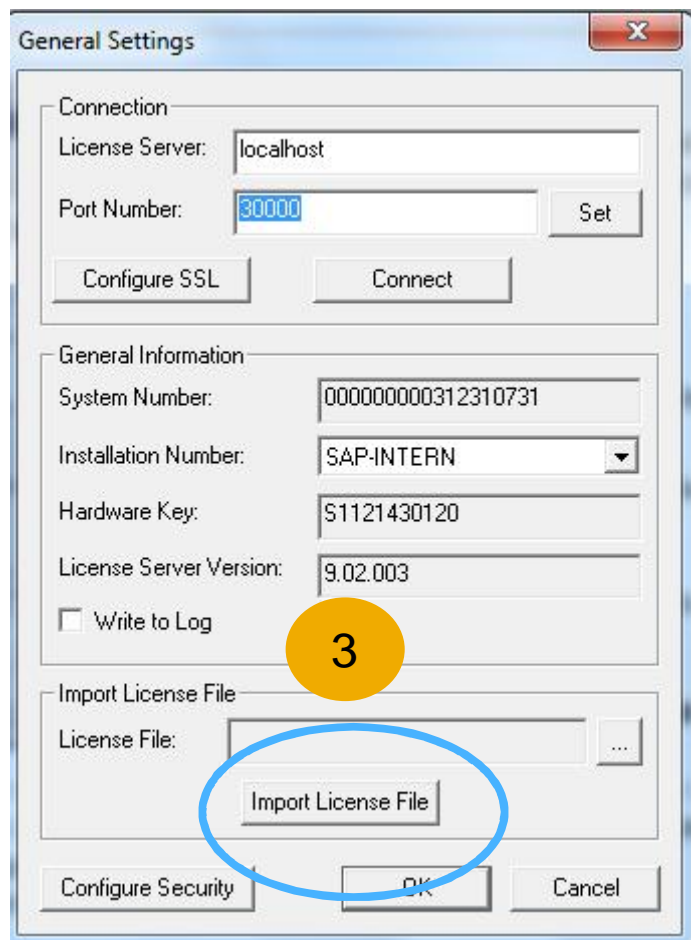 General Settings
Connection
License Server: localhost
Port Number: 30000 Set
Configure SSL Connect
General Information
System Number: 000000000312310731
Installation Number: SAP-INTERN
Hardware Key: S1121430120
License Server Version: 9.02.003
Write to Log
3
Import License File
License File: ...
Import License File
Configure Security OK Cancel